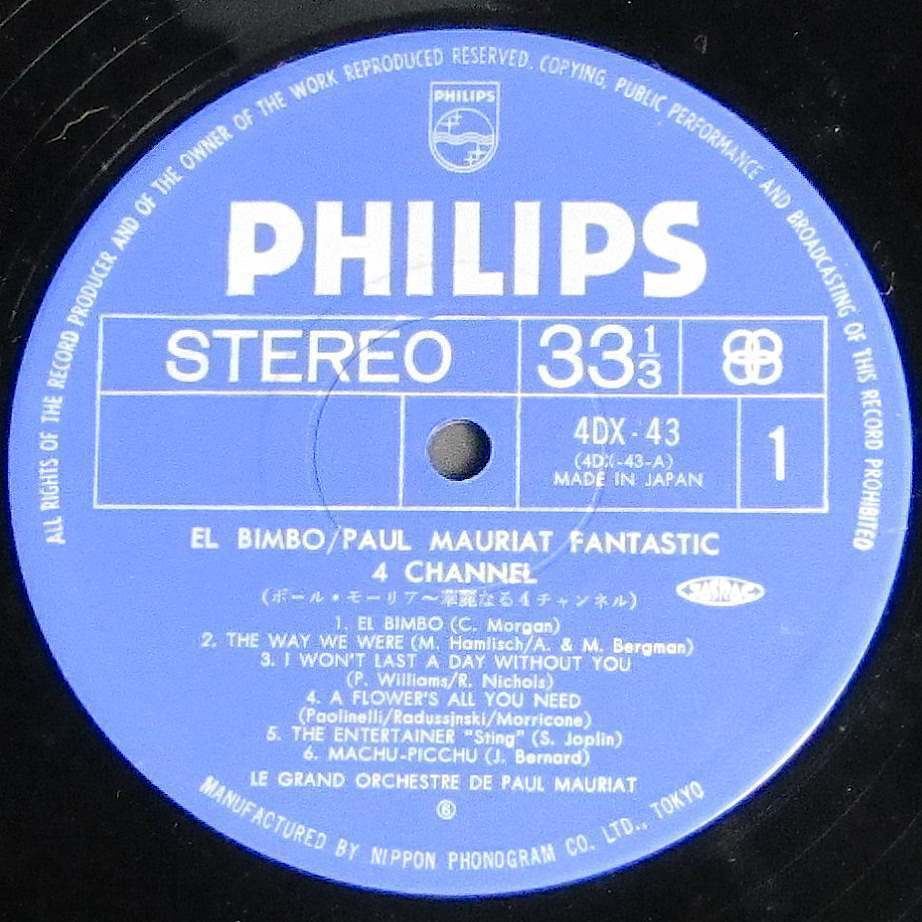 ALL RIGHTS OF THE RECORD PRODUCER AND OF THE OWNER OF THE WORK REPRODUCED RESERVED. COPYING, PUBLIC PERFORMANCE AND BROADCASTING OF THIS RECORD PROHIBITED
PHILIPS
PHILIPS
STEREO 33 1/3
4DX-43 1
(4DX-43-A)
MADE IN JAPAN
EL BIMBO/PAUL MAURIAT FANTASTIC
4 CHANNEL
(ポール・モーリア〜華麗なる4チャンネル)
JASRAC
1. EL BIMBO (C. Morgan)
2. THE WAY WE WERE (M. Hamlisch/A. & M. Bergman)
3. I WON'T LAST A DAY WITHOUT YOU
(P. Williams/R. Nichols)
4. A FLOWER'S ALL YOU NEED
(Paolinelli/Radussjnski/Morricone)
5. THE ENTERTAINER "Sting" (S. Joplin)
6. MACHU-PICCHU (J. Bernard)
LE GRAND ORCHESTRE DE PAUL MAURIAT
MANUFACTURED BY NIPPON PHONOGRAM CO. LTD., TOKYO